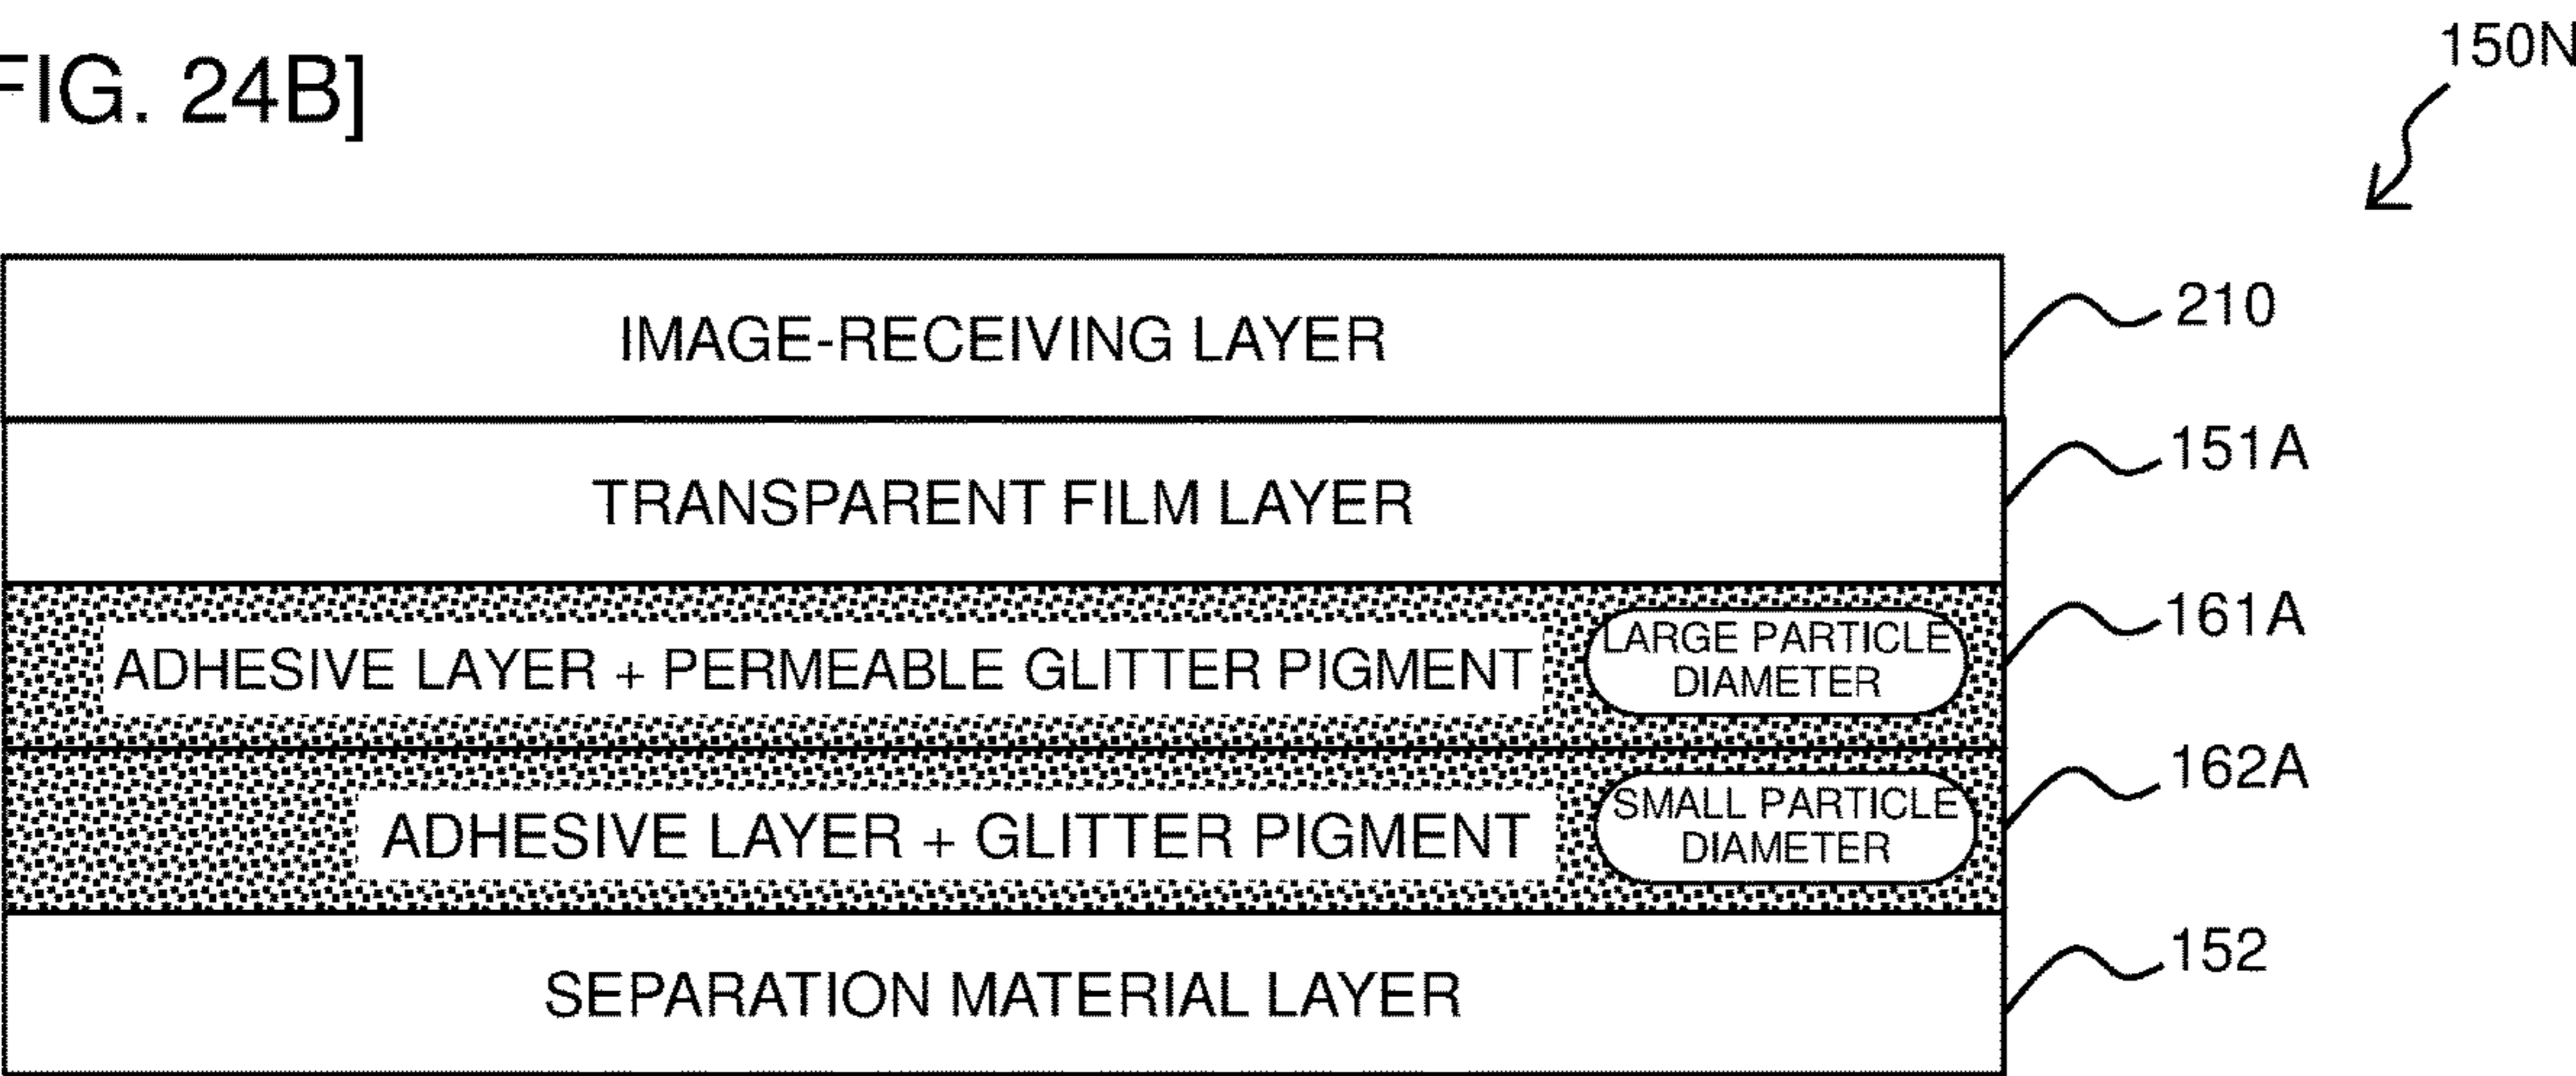 FIG. 24B]
150N
IMAGE-RECEIVING LAYER
210
TRANSPARENT FILM LAYER
151A
ADHESIVE LAYER + PERMEABLE GLITTER PIGMENT
LARGE PARTICLE
DIAMETER
161A
ADHESIVE LAYER + GLITTER PIGMENT
SMALL PARTICLE
DIAMETER
162A
SEPARATION MATERIAL LAYER
152